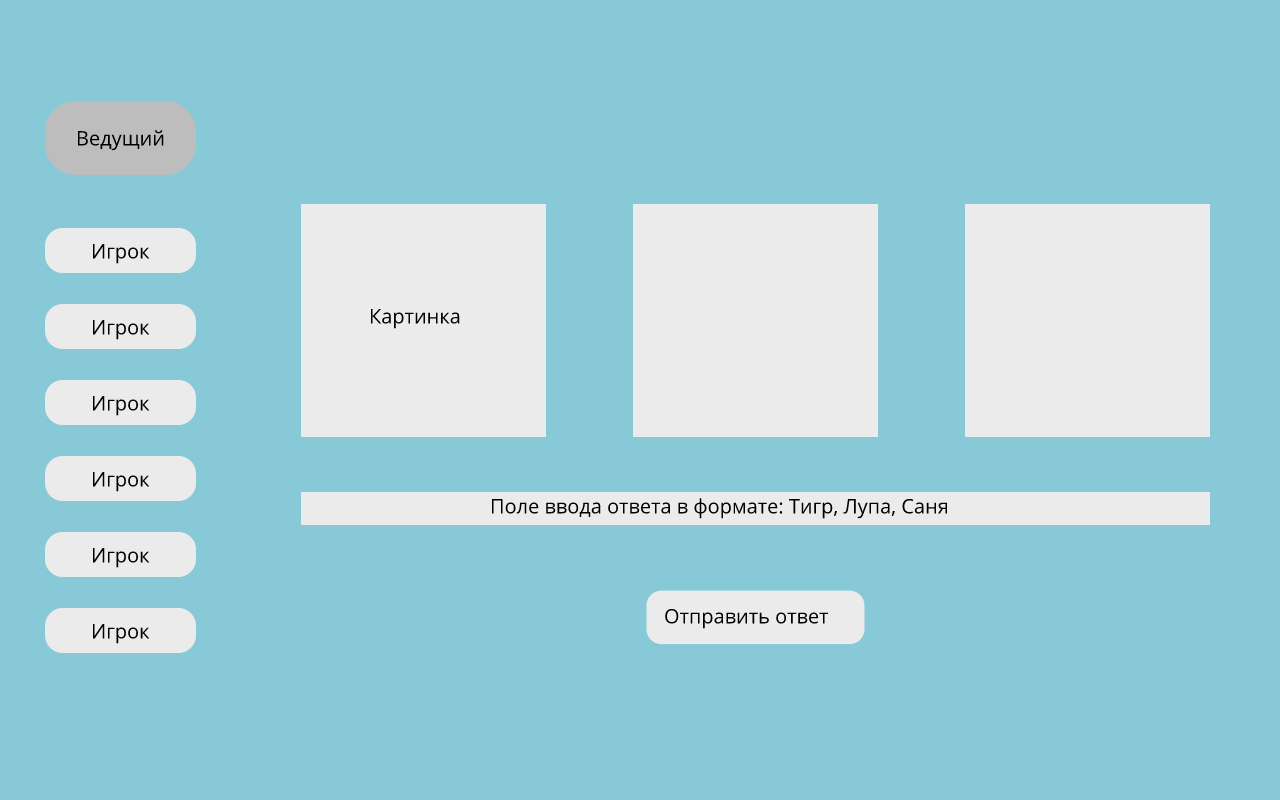 Ведущий
Игрок
Игрок
Игрок
Игрок
Игрок
Игрок
Картинка
Поле ввода ответа в формате: Тигр, Лупа, Саня
Отправить ответ